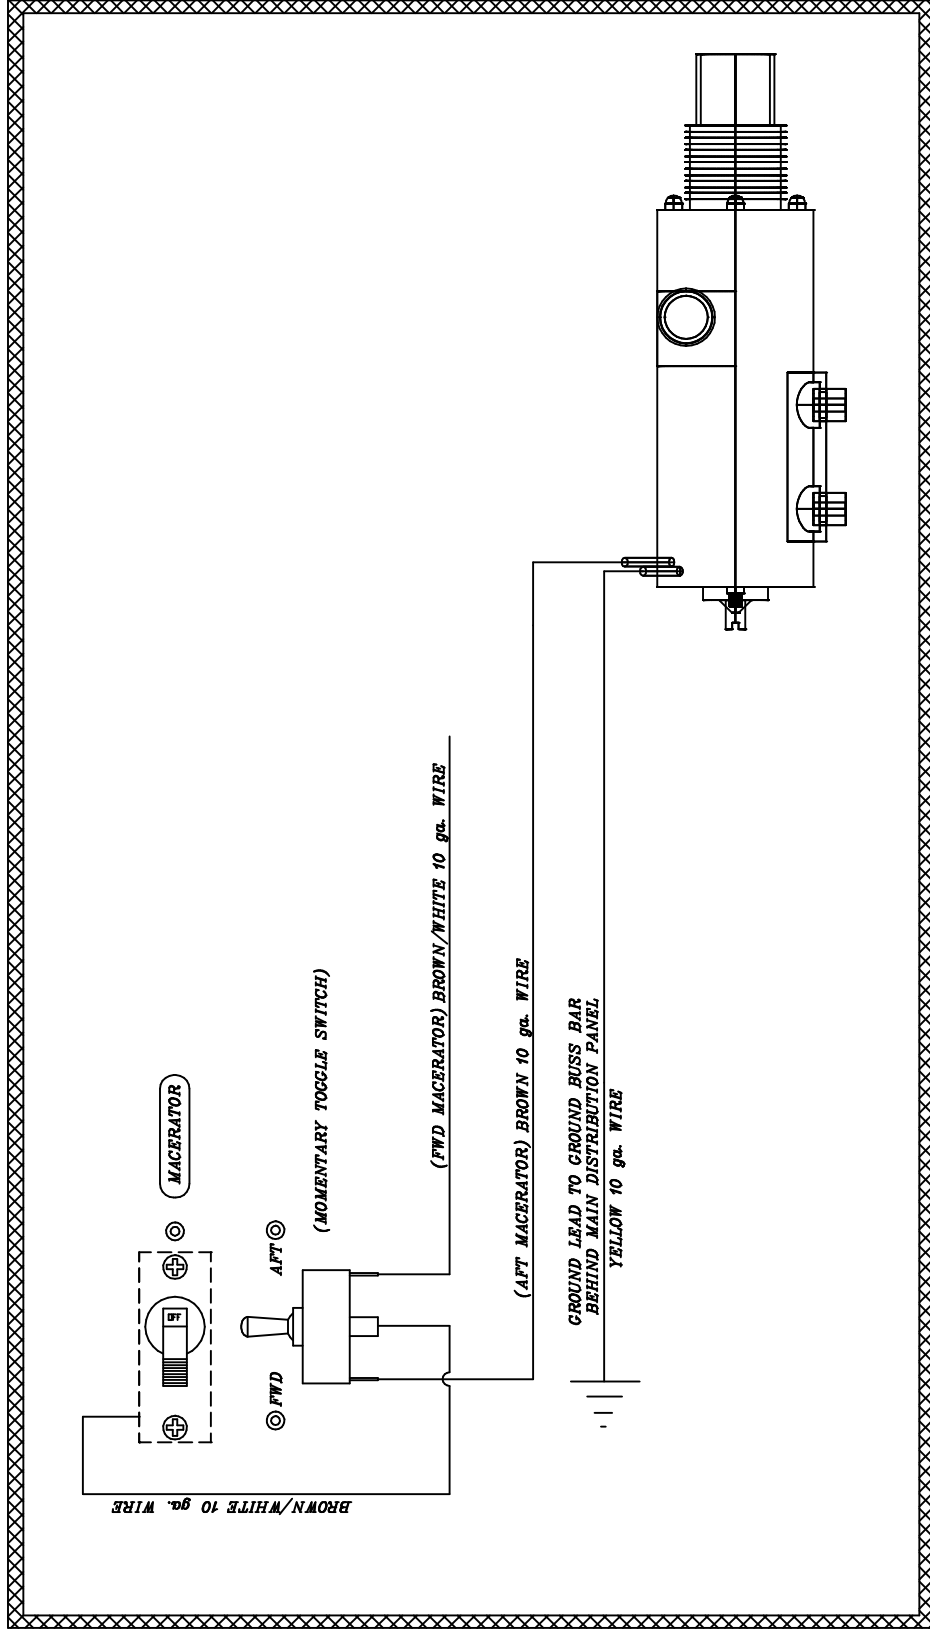 MACERATOR
OFF
FWD
AFT
(MOMENTARY TOGGLE SWITCH)
(FWD MACERATOR) BROWN/WHITE 10 ga. WIRE
(AFT MACERATOR) BROWN 10 ga. WIRE
GROUND LEAD TO GROUND BUSS BAR
BEHIND MAIN DISTRIBUTION PANEL
YELLOW 10 ga. WIRE
BROWN/WHITE 10 ga. WIRE